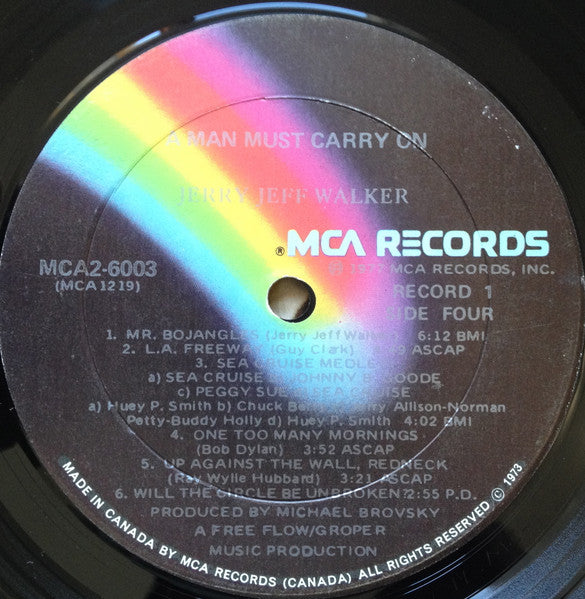 A MAN MUST CARRY ON
JERRY JEFF WALKER
® MCA RECORDS
MCA2-6003
(MCA 1219)
Ⓟ 1977 MCA RECORDS, INC.
RECORD 1
SIDE FOUR
1. MR. BOJANGLES (Jerry Jeff Walker) 6:12 BMI
2. L.A. FREEWAY (Guy Clark) 9 ASCAP
3. SEA CRUISE MEDLEY
a) SEA CRUISE b) JOHNNY B. GOODE
c) PEGGY SUE d) SEA CRUISE
a) Huey P. Smith b) Chuck Berry c) Jerry Allison-Norman
Petty-Buddy Holly d) Huey P. Smith 4:02 BMI
4. ONE TOO MANY MORNINGS
(Bob Dylan) 3:52 ASCAP
5. UP AGAINST THE WALL, REDNECK
(Ray Wylie Hubbard) 3:21 ASCAP
6. WILL THE CIRCLE BE UNBROKEN? 2:55 P.D.
PRODUCED BY MICHAEL BROVSKY
A FREE FLOW/GROPER
MUSIC PRODUCTION
MADE IN CANADA BY MCA RECORDS (CANADA) ALL RIGHTS RESERVED © 1973